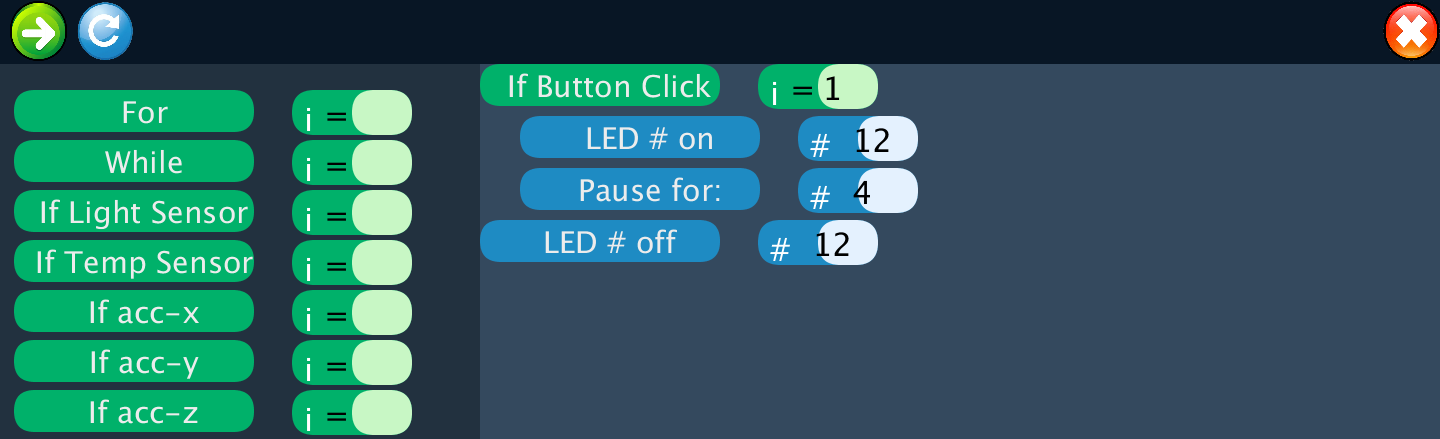 For i =
While i =
If Light Sensor i =
If Temp Sensor i =
If acc-x i =
If acc-y i =
If acc-z i =
If Button Click i = 1
LED # on # 12
Pause for: # 4
LED # off # 12